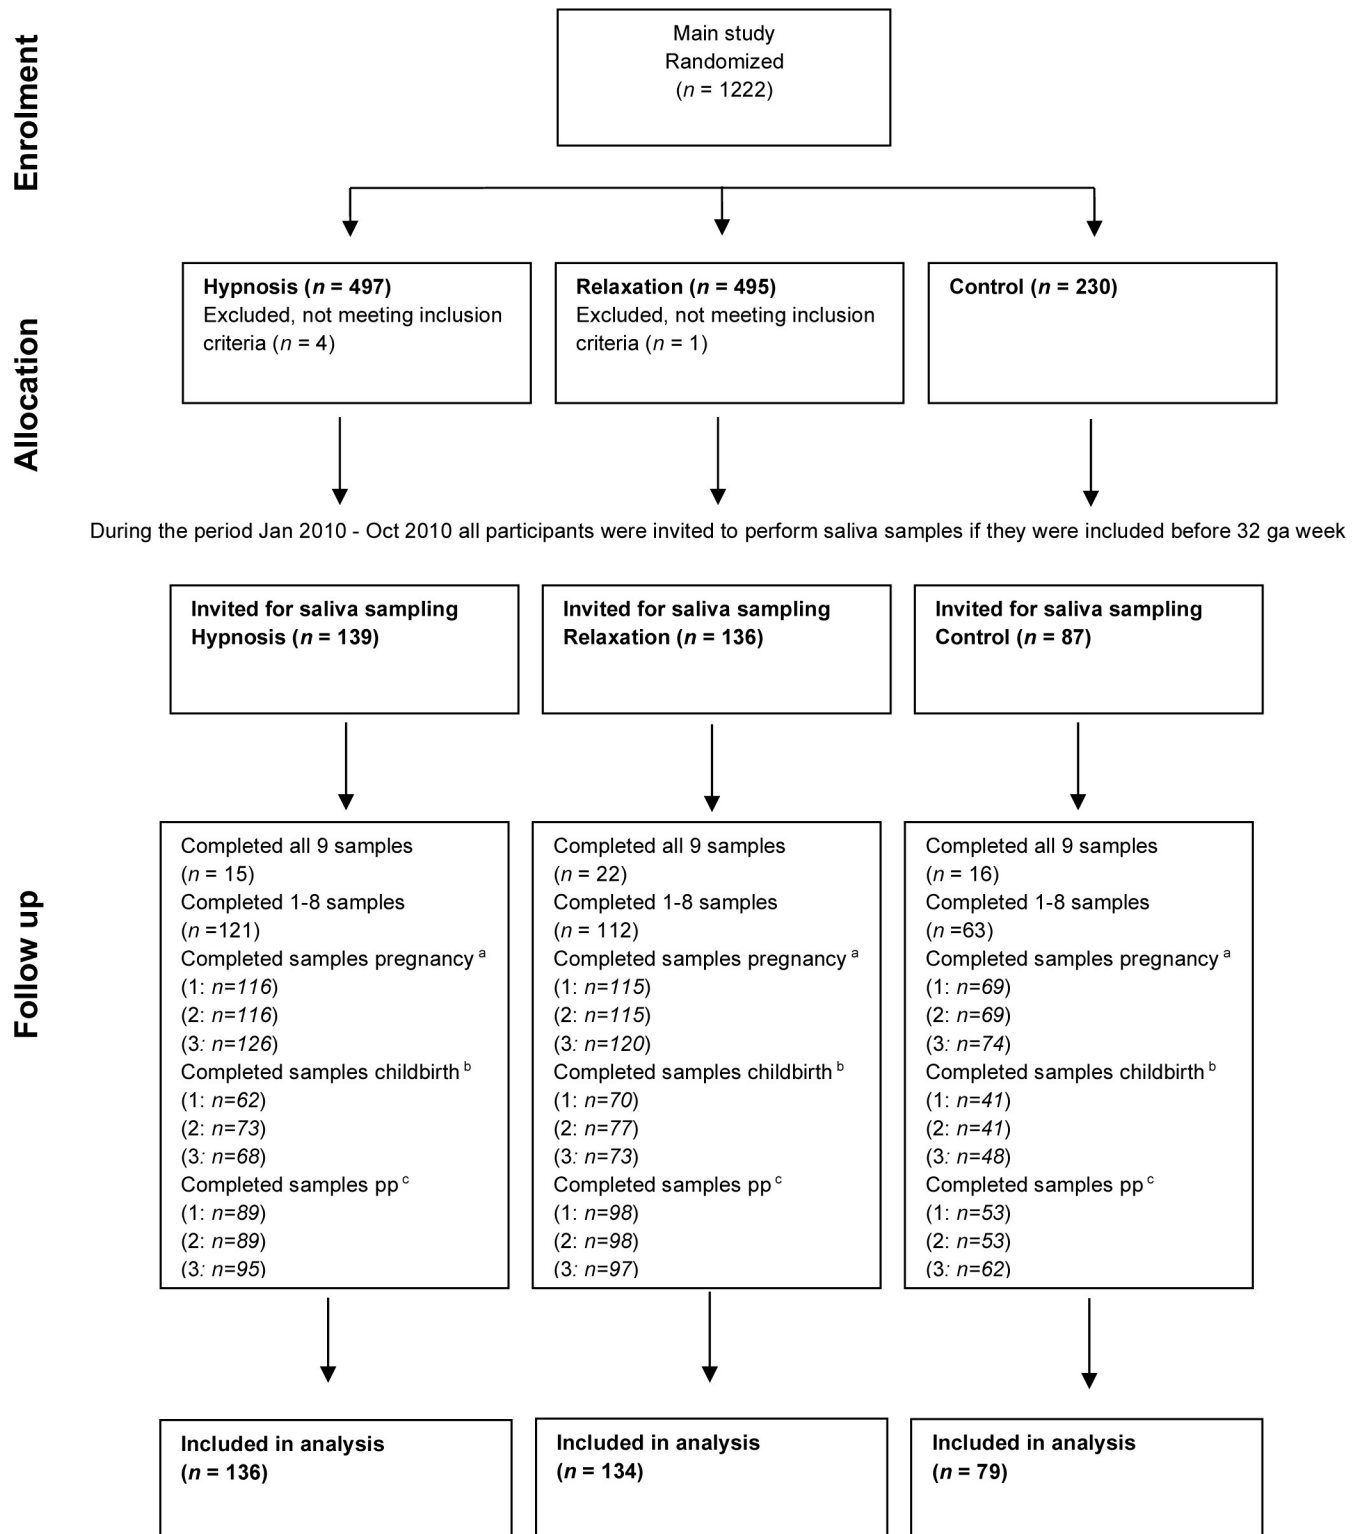 Enrolment
Main study
Randomized
(n = 1222)
Allocation
Hypnosis (n = 497)
Excluded, not meeting inclusion
criteria (n = 4)
Relaxation (n = 495)
Excluded, not meeting inclusion
criteria (n = 1)
Control (n = 230)
During the period Jan 2010 - Oct 2010 all participants were invited to perform saliva samples if they were included before 32 ga week
Invited for saliva sampling
Hypnosis (n = 139)
Invited for saliva sampling
Relaxation (n = 136)
Invited for saliva sampling
Control (n = 87)
Follow up
Completed all 9 samples
(n = 15)
Completed 1-8 samples
(n =121)
Completed samples pregnancy a
(1: n=116)
(2: n=116)
(3: n=126)
Completed samples childbirth b
(1: n=62)
(2: n=73)
(3: n=68)
Completed samples pp c
(1: n=89)
(2: n=89)
(3: n=95)
Completed all 9 samples
(n = 22)
Completed 1-8 samples
(n = 112)
Completed samples pregnancy a
(1: n=115)
(2: n=115)
(3: n=120)
Completed samples childbirth b
(1: n=70)
(2: n=77)
(3: n=73)
Completed samples pp c
(1: n=98)
(2: n=98)
(3: n=97)
Completed all 9 samples
(n = 16)
Completed 1-8 samples
(n =63)
Completed samples pregnancy a
(1: n=69)
(2: n=69)
(3: n=74)
Completed samples childbirth b
(1: n=41)
(2: n=41)
(3: n=48)
Completed samples pp c
(1: n=53)
(2: n=53)
(3: n=62)
Included in analysis
(n = 136)
Included in analysis
(n = 134)
Included in analysis
(n = 79)